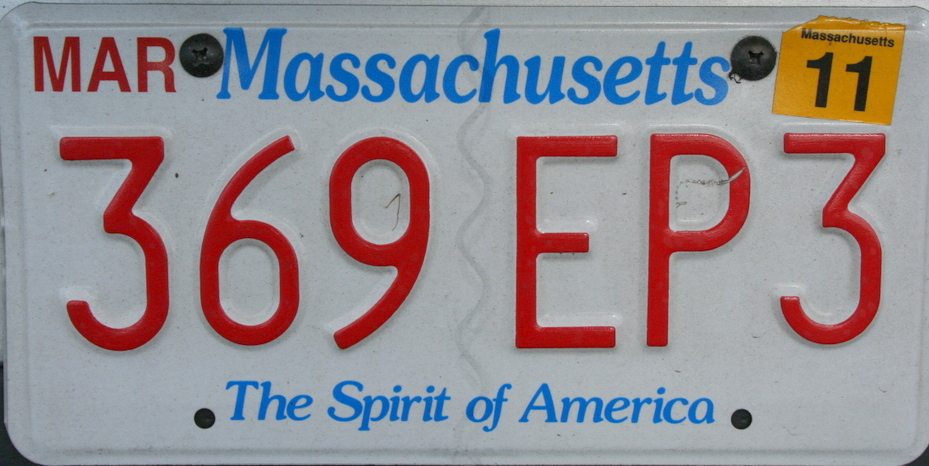 MAR Massachusetts
Massachusetts
11
369 EP3
The Spirit of America